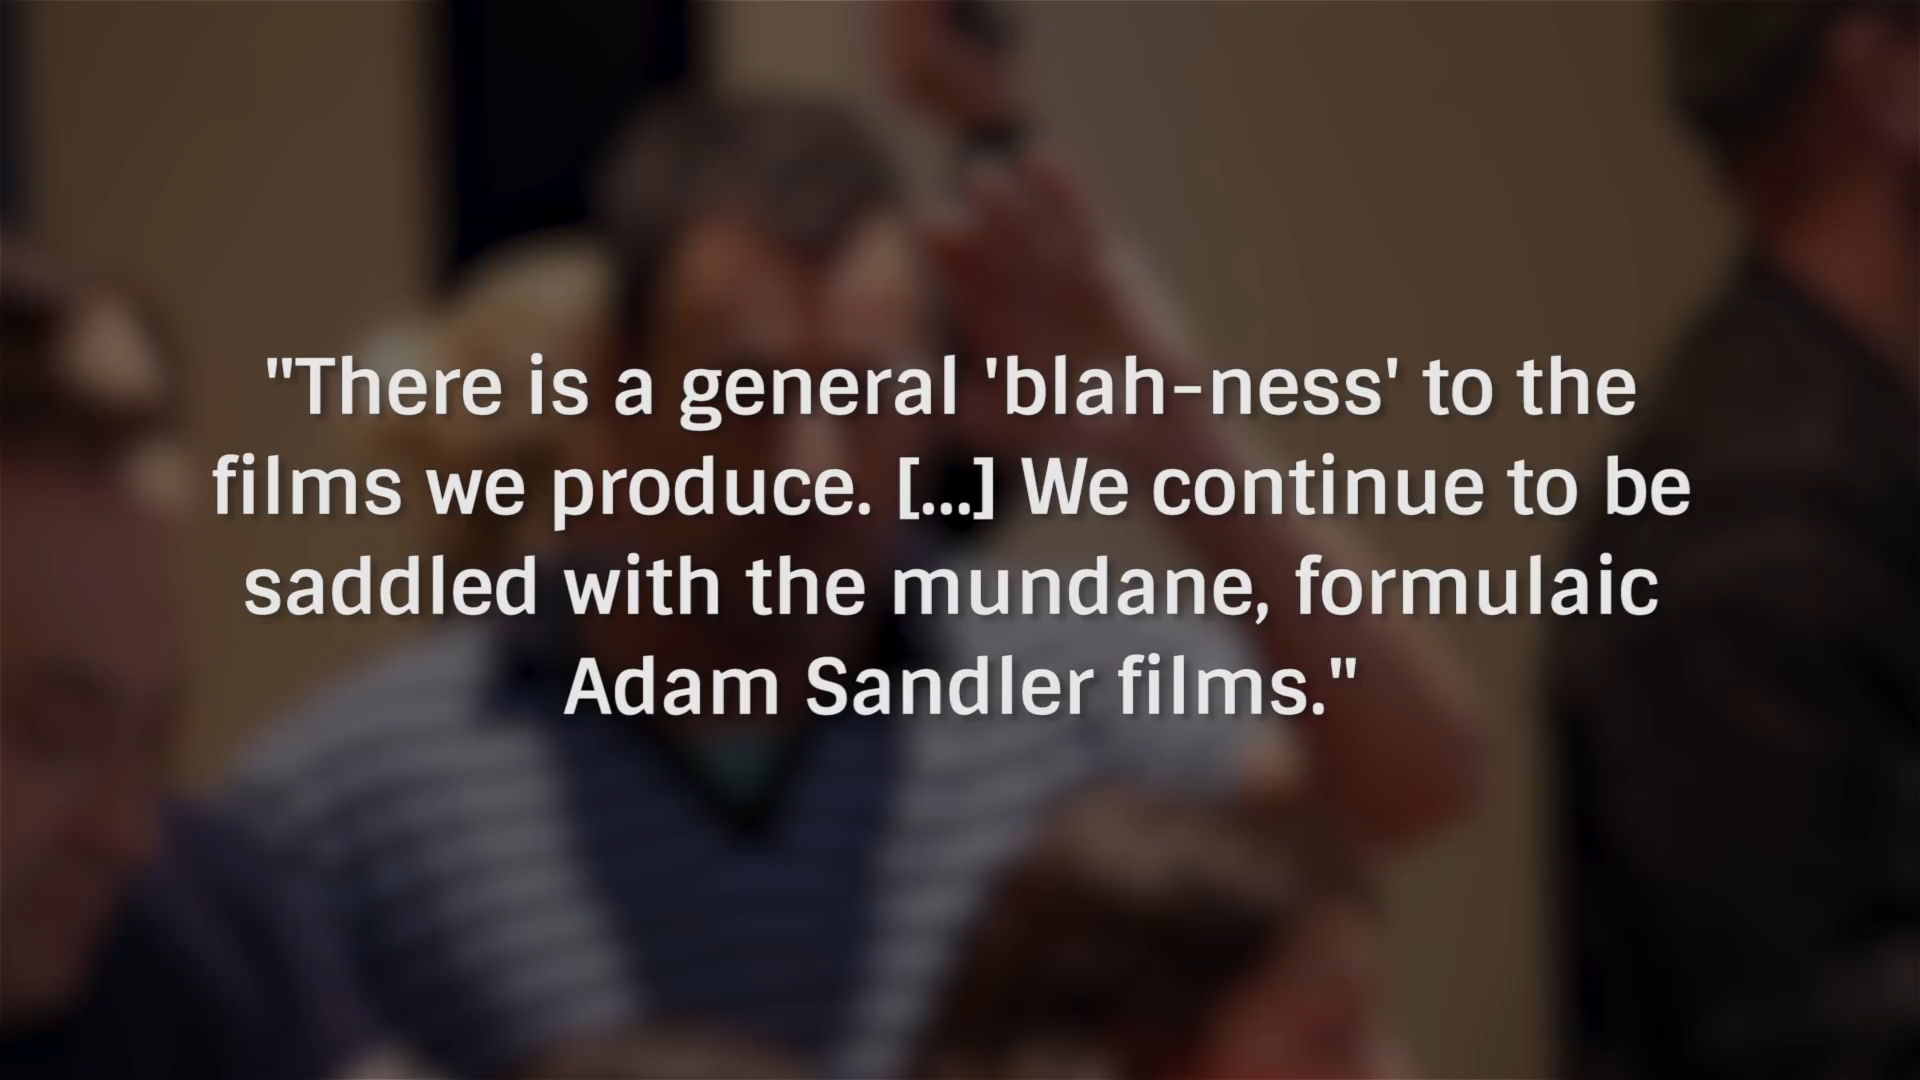 "There is a general 'blah-ness' to the
films we produce. [...] We continue to be
saddled with the mundane, formulaic
Adam Sandler films."